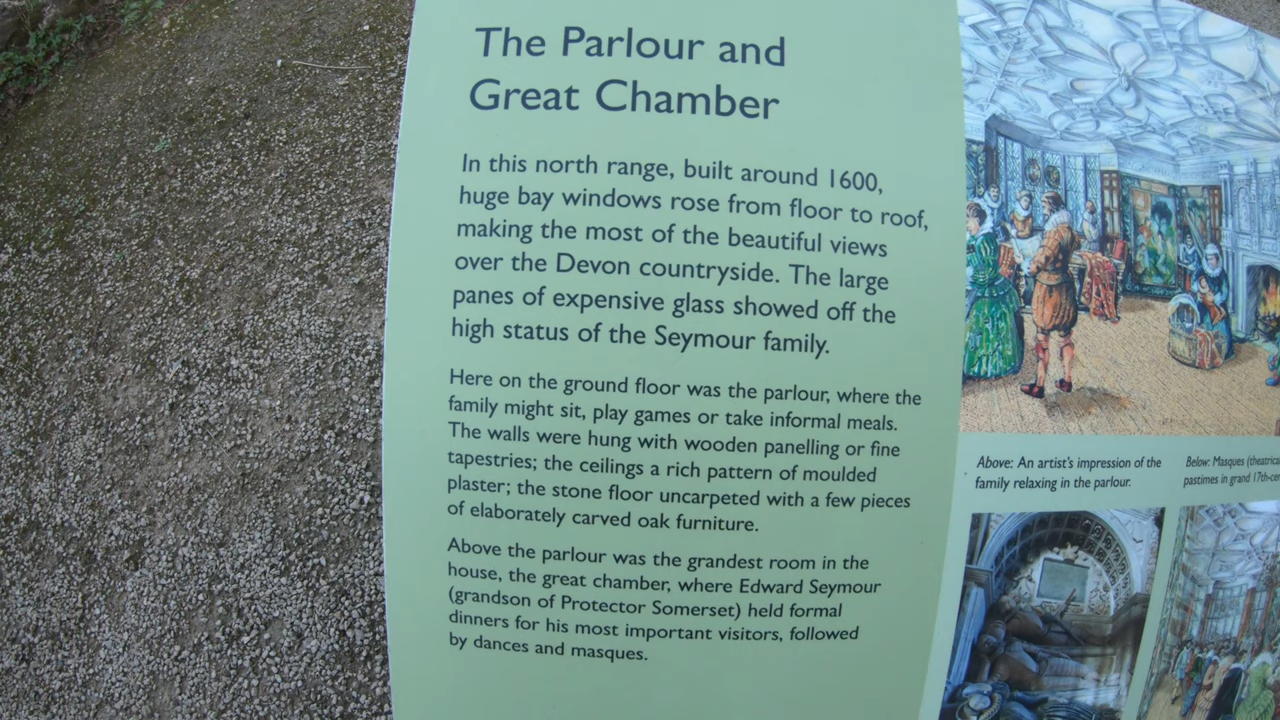 The Parlour and
Great Chamber
In this north range, built around 1600,
huge bay windows rose from floor to roof,
making the most of the beautiful views
over the Devon countryside. The large
panes of expensive glass showed off the
high status of the Seymour family.
Here on the ground floor was the parlour, where the
family might sit, play games or take informal meals.
The walls were hung with wooden panelling or fine
tapestries; the ceilings a rich pattern of moulded
plaster; the stone floor uncarpeted with a few pieces
of elaborately carved oak furniture.
Above the parlour was the grandest room in the
house, the great chamber, where Edward Seymour
(grandson of Protector Somerset) held formal
dinners for his most important visitors, followed
by dances and masques.
Above: An artist's impression of the
family relaxing in the parlour.
Below: Masques
pastimes in grand